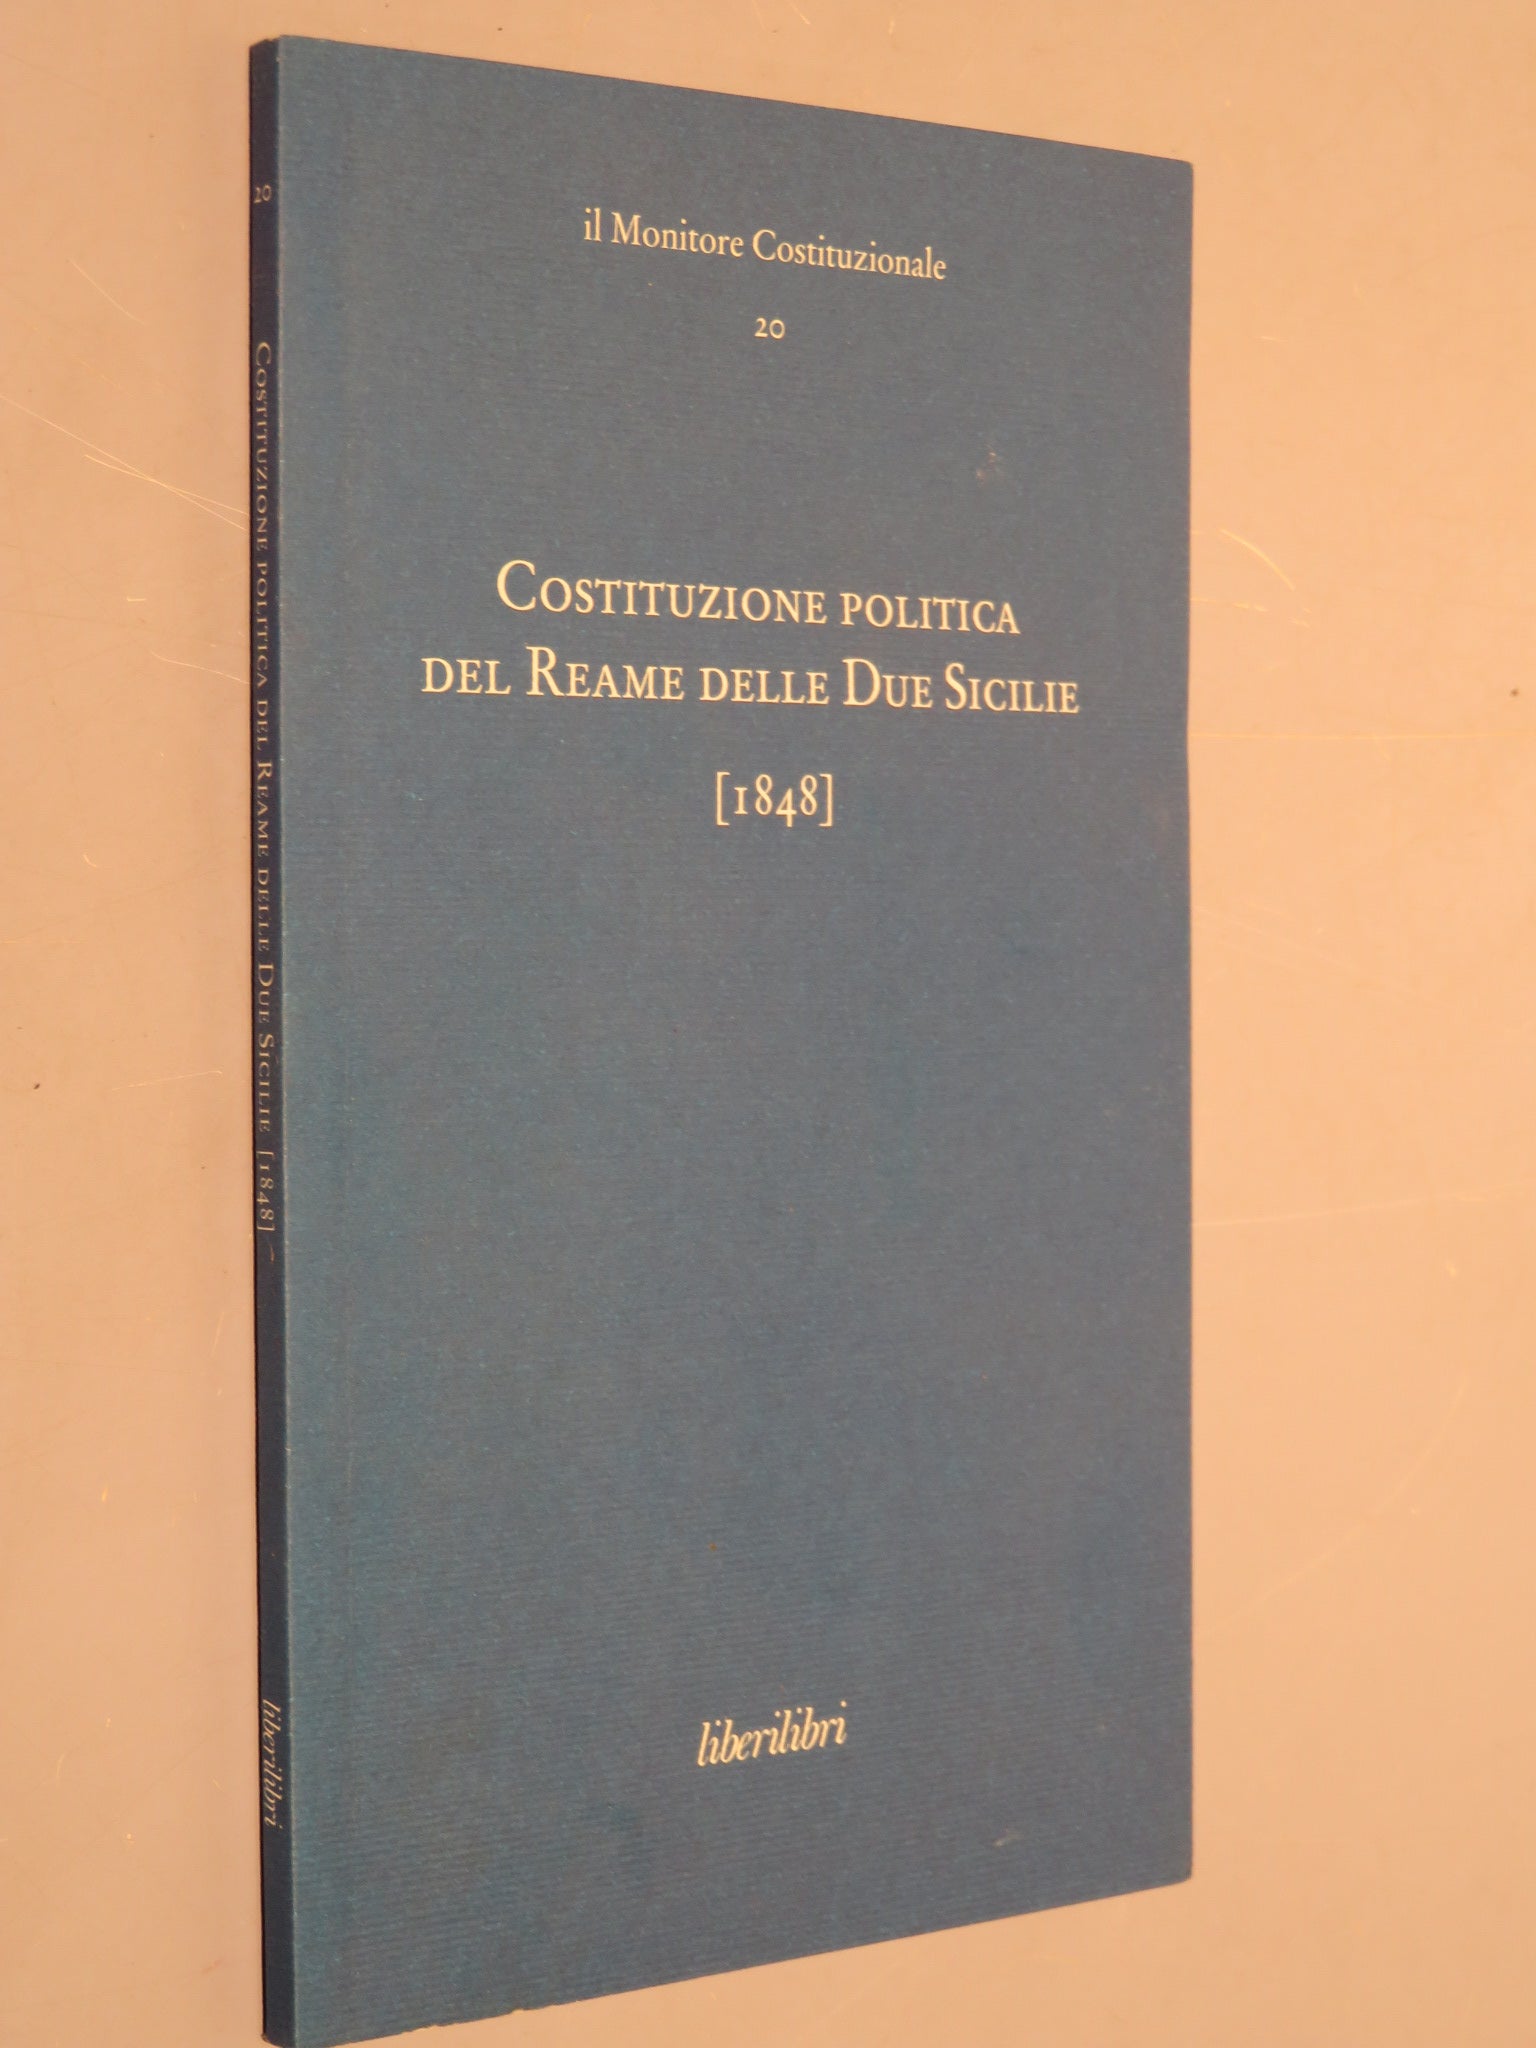 il Monitore Costituzionale
20
Costituzione politica
del Reame delle Due Sicilie
[1848]
liberilibri
20
Costituzione politica del Reame delle Due Sicilie [1848]
liberilibri